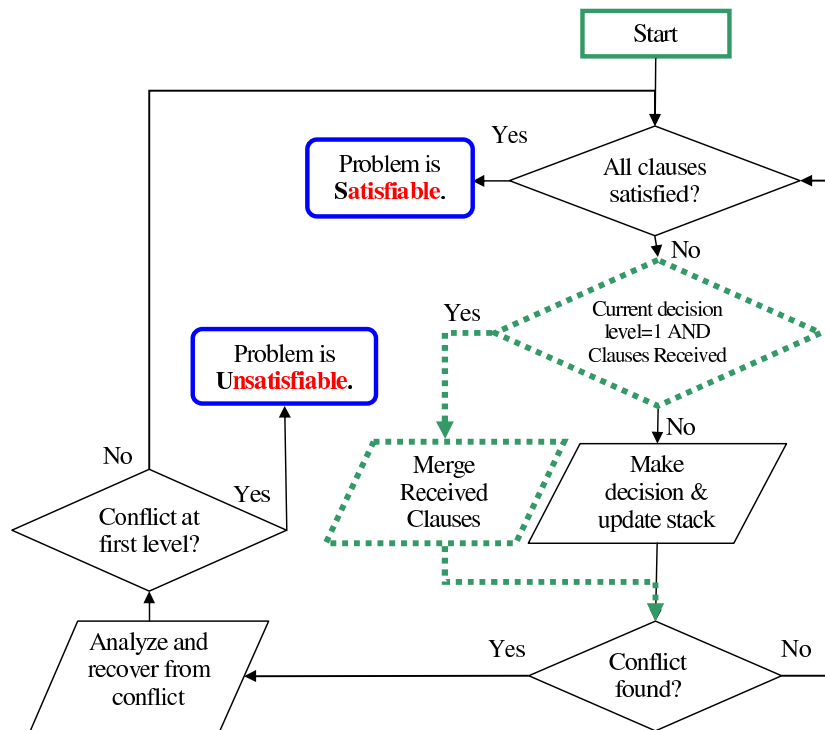 Start
Yes
All clauses
satisfied?
Problem is
Satisfiable.
No
Current decision
level=1 AND
Clauses Received
Yes
Problem is
Unsatisfiable.
No
Merge
Received
Clauses
Make
decision &
update stack
No
Yes
Conflict at
first level?
Analyze and
recover from
conflict
Yes
Conflict
found?
No